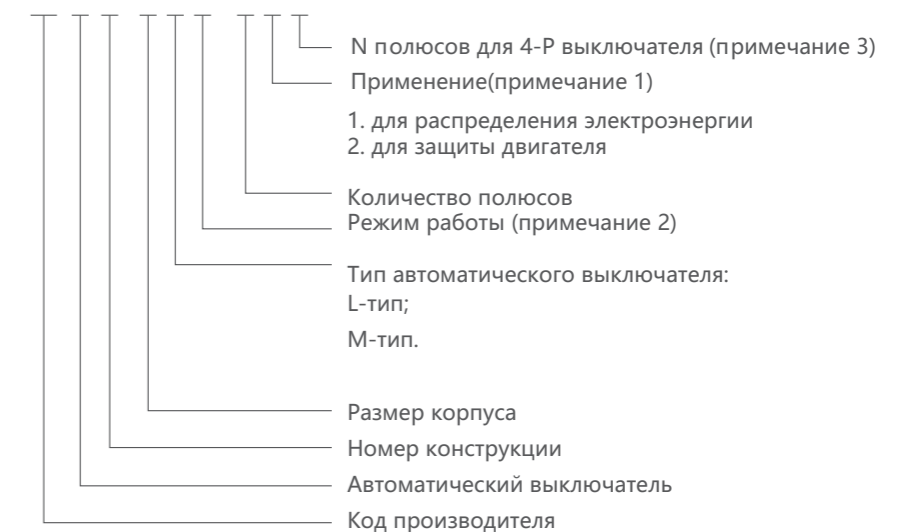 N полюсов для 4-Р выключателя (примечание 3)
Применение(примечание 1)
1. для распределения электроэнергии
2. для защиты двигателя
Количество полюсов
Режим работы (примечание 2)
Тип автоматического выключателя:
L-тип;
М-тип.
Размер корпуса
Номер конструкции
Автоматический выключатель
Код производителя